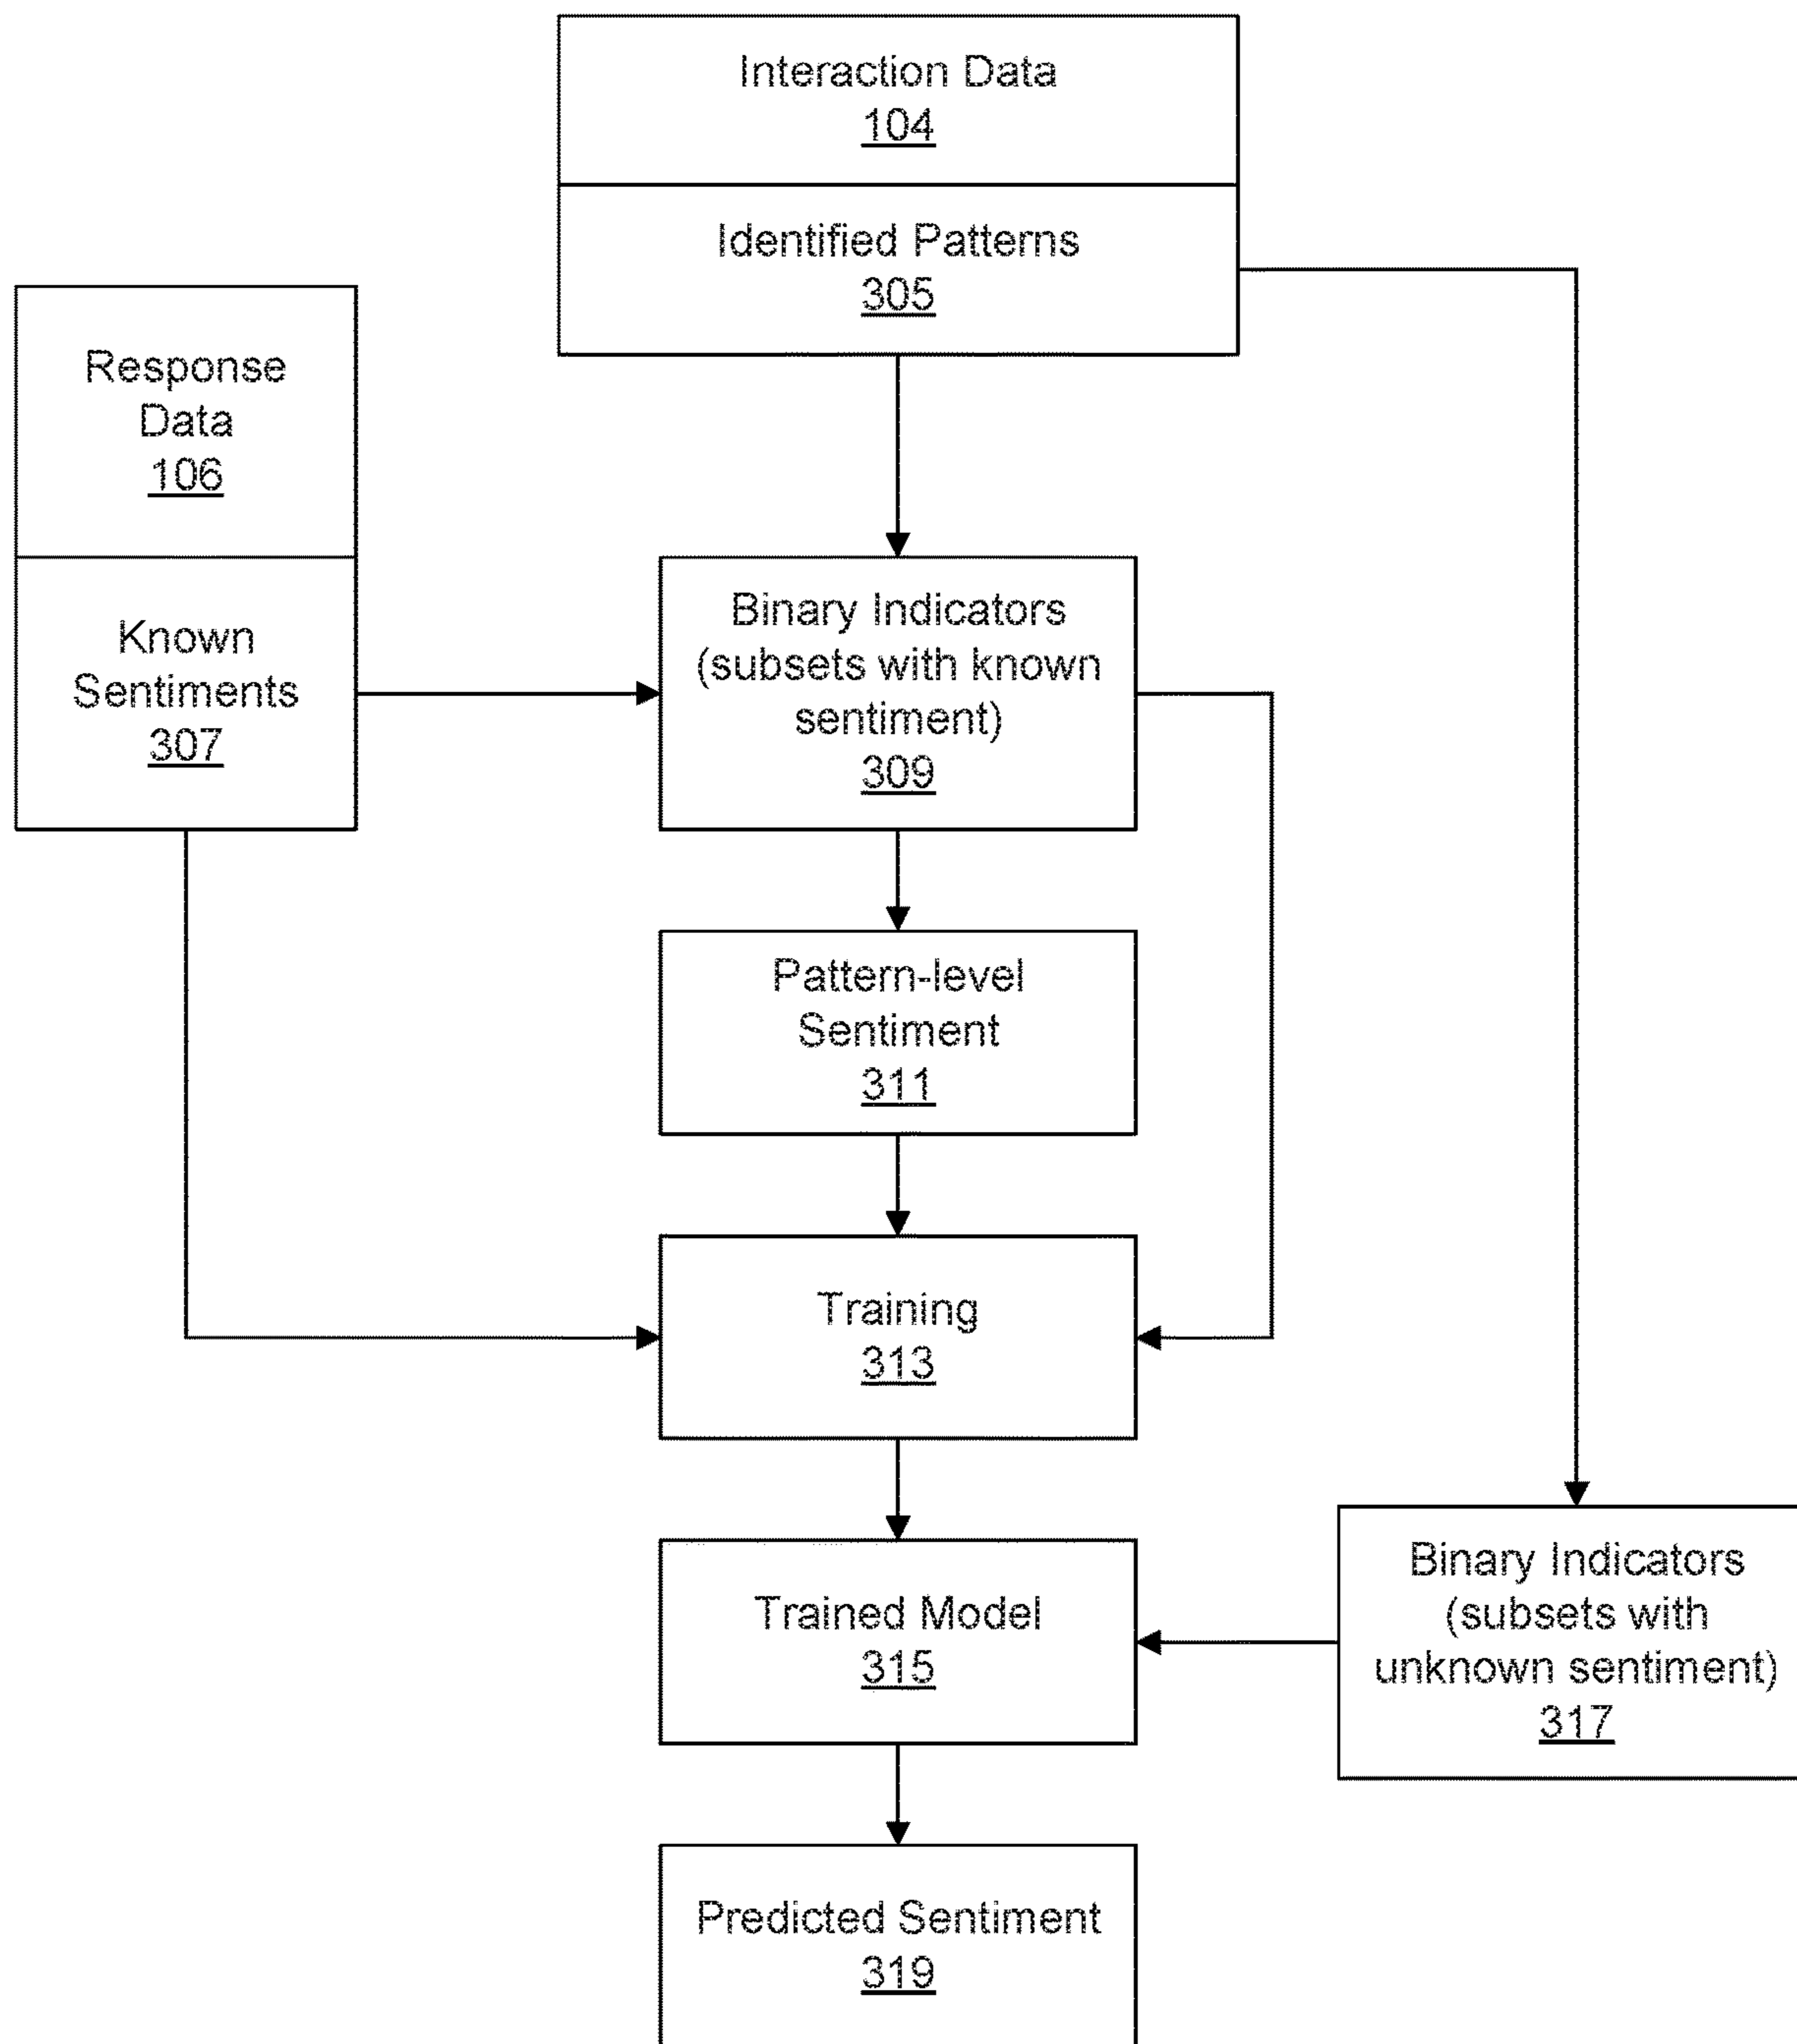 Interaction Data
104
Identified Patterns
305
Response
Data
106
Known
Sentiments
307
Binary Indicators
(subsets with known
sentiment)
309
Pattern-level
Sentiment
311
Training
313
Trained Model
315
Binary Indicators
(subsets with
unknown sentiment)
317
Predicted Sentiment
319